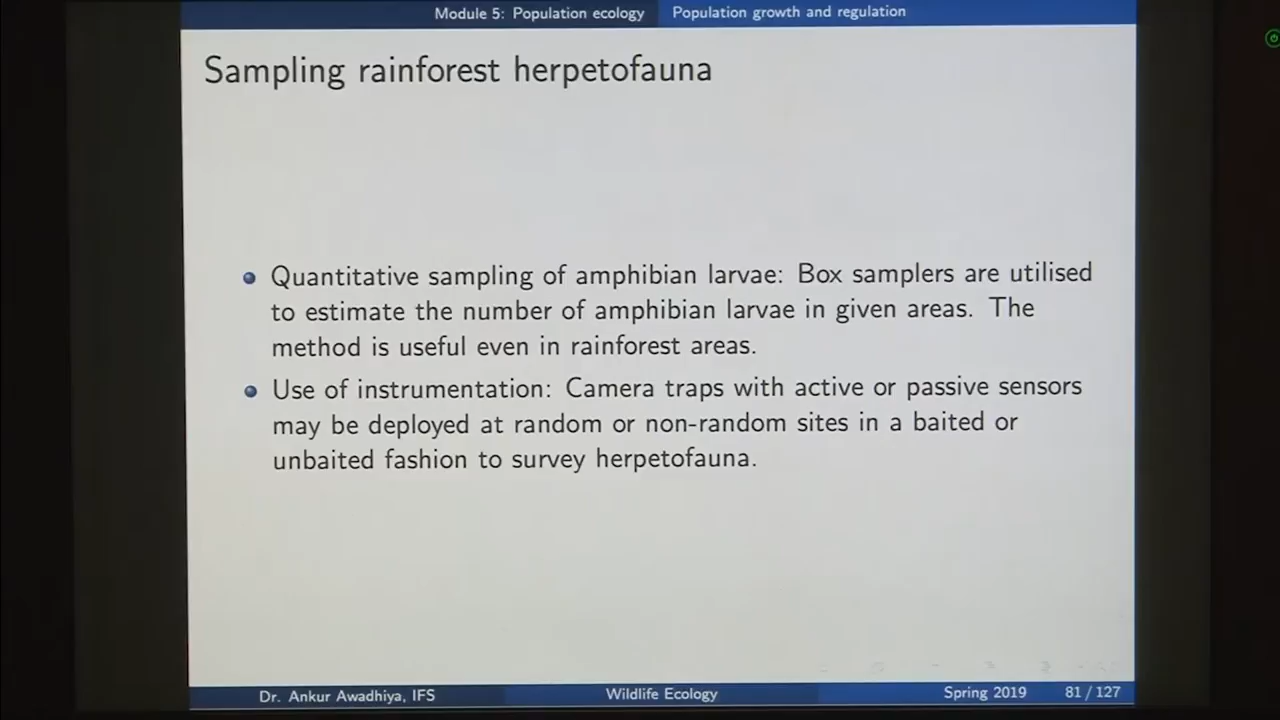 Module 5: Population ecology Population growth and regulation
Sampling rainforest herpetofauna
Quantitative sampling of amphibian larvae: Box samplers are utilised
to estimate the number of amphibian larvae in given areas. The
method is useful even in rainforest areas.
Use of instrumentation: Camera traps with active or passive sensors
may be deployed at random or non-random sites in a baited or
unbaited fashion to survey herpetofauna.
Dr. Ankur Awadhiya, IFS Wildlife Ecology Spring 2019 81 / 127